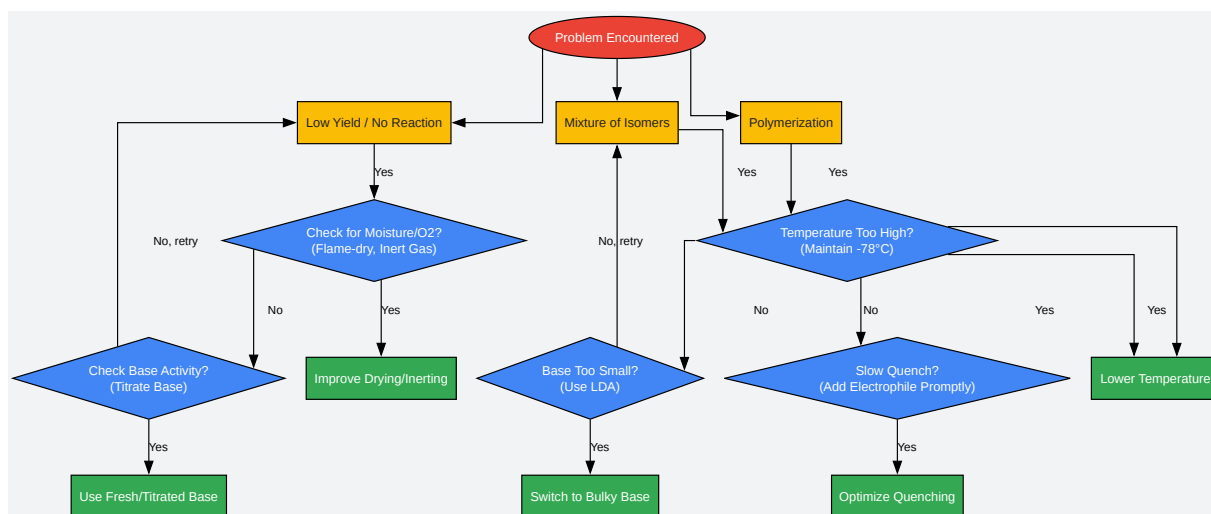 Problem Encountered
Low Yield / No Reaction
Mixture of Isomers
Polymerization
Yes
Yes
Yes
Check for Moisture/O2?
(Flame-dry, Inert Gas)
Temperature Too High?
(Maintain -78°C)
No, retry
No, retry
No
Yes
No
No
Yes
Yes
Check Base Activity?
(Titrate Base)
Improve Drying/Inerting
Base Too Small?
(Use LDA)
Slow Quench?
(Add Electrophile Promptly)
Lower Temperature
Yes
Yes
Yes
Use Fresh/Titrated Base
Switch to Bulky Base
Optimize Quenching